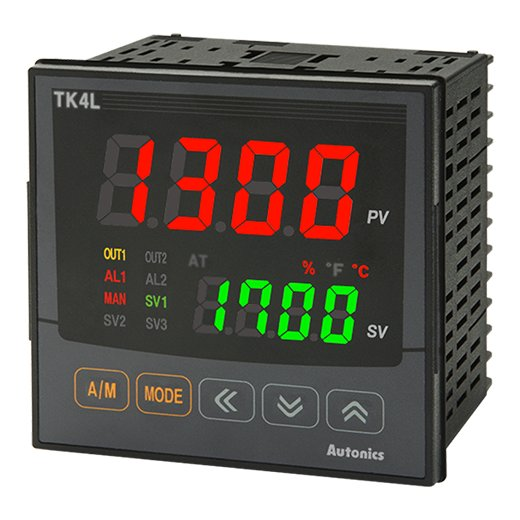 TK4L
1300 PV
OUT1 OUT2 AT % °F °C
AL1 AL2
MAN SV1 1700 SV
SV2 SV3
A/M MODE
Autonics